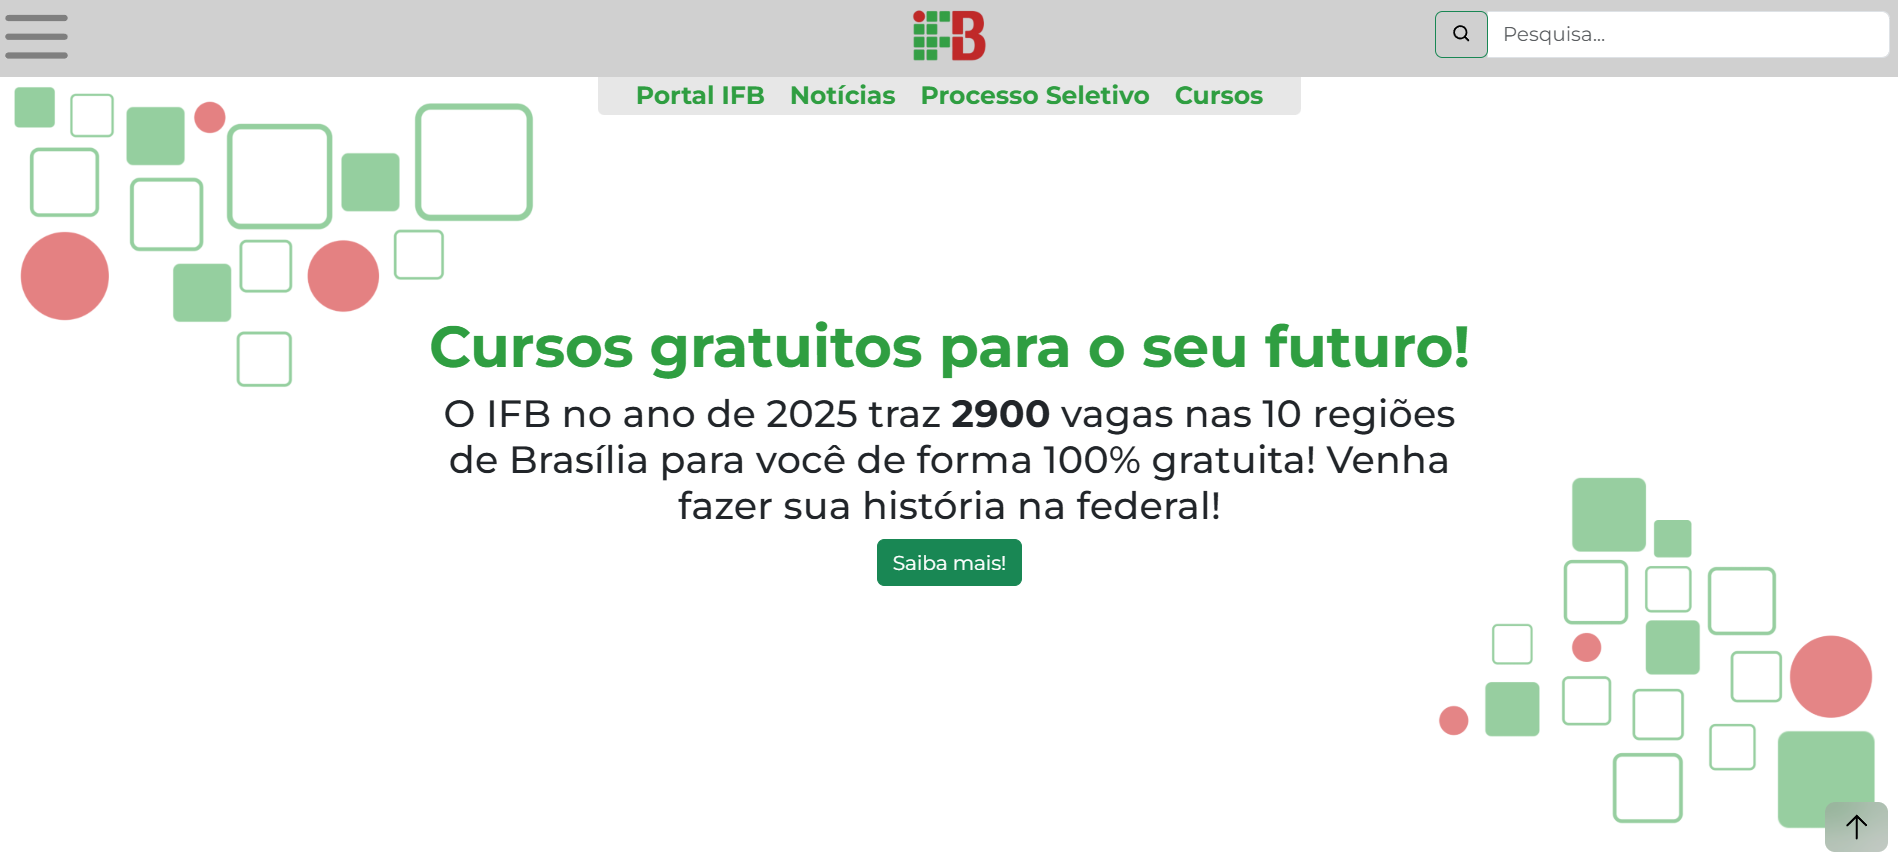 IFB
Pesquisa...
Portal IFB Notícias Processo Seletivo Cursos
Cursos gratuitos para o seu futuro!
O IFB no ano de 2025 traz 2900 vagas nas 10 regiões
de Brasília para você de forma 100% gratuita! Venha
fazer sua história na federal!
Saiba mais!